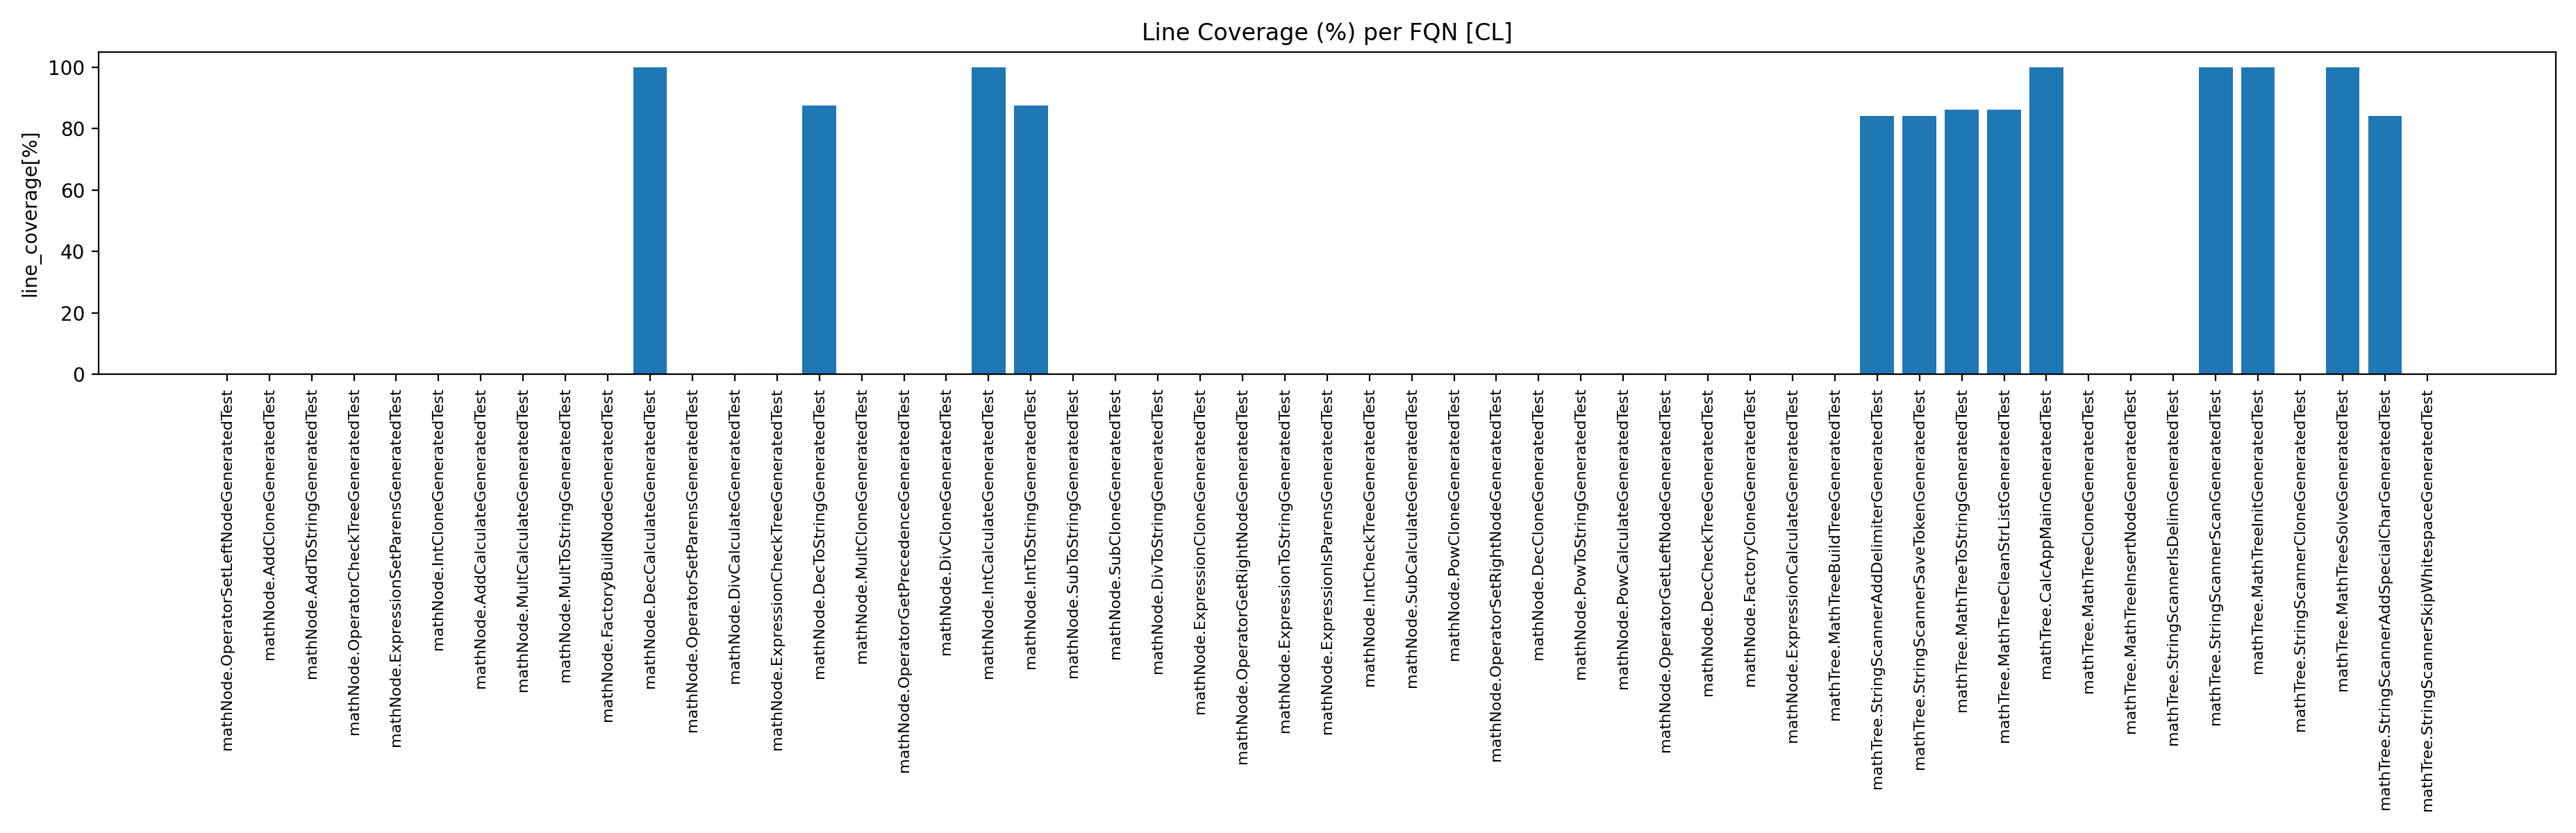 Line Coverage (%) per FQN [CL]
line_coverage[%]
100
80
60
40
20
0
mathNode.OperatorSetLeftNodeGeneratedTest
mathNode.AddCloneGeneratedTest
mathNode.AddToStringGeneratedTest
mathNode.OperatorCheckTreeGeneratedTest
mathNode.ExpressionSetParensGeneratedTest
mathNode.IntCloneGeneratedTest
mathNode.AddCalculateGeneratedTest
mathNode.MultCalculateGeneratedTest
mathNode.MultToStringGeneratedTest
mathNode.FactoryBuildNodeGeneratedTest
mathNode.DecCalculateGeneratedTest
mathNode.OperatorSetParensGeneratedTest
mathNode.DivCalculateGeneratedTest
mathNode.ExpressionCheckTreeGeneratedTest
mathNode.DecToStringGeneratedTest
mathNode.MultCloneGeneratedTest
mathNode.OperatorGetPrecedenceGeneratedTest
mathNode.DivCloneGeneratedTest
mathNode.IntCalculateGeneratedTest
mathNode.IntToStringGeneratedTest
mathNode.SubToStringGeneratedTest
mathNode.SubCloneGeneratedTest
mathNode.DivToStringGeneratedTest
mathNode.ExpressionCloneGeneratedTest
mathNode.OperatorGetRightNodeGeneratedTest
mathNode.ExpressionToStringGeneratedTest
mathNode.ExpressionIsParensGeneratedTest
mathNode.IntCheckTreeGeneratedTest
mathNode.SubCalculateGeneratedTest
mathNode.PowCloneGeneratedTest
mathNode.OperatorSetRightNodeGeneratedTest
mathNode.DecCloneGeneratedTest
mathNode.PowToStringGeneratedTest
mathNode.PowCalculateGeneratedTest
mathNode.OperatorGetLeftNodeGeneratedTest
mathNode.DecCheckTreeGeneratedTest
mathNode.FactoryCloneGeneratedTest
mathNode.ExpressionCalculateGeneratedTest
mathTree.MathTreeBuildTreeGeneratedTest
mathTree.StringScannerAddDelimiterGeneratedTest
mathTree.StringScannerSaveTokenGeneratedTest
mathTree.MathTreeToStringGeneratedTest
mathTree.MathTreeCleanStrListGeneratedTest
mathTree.CalcAppMainGeneratedTest
mathTree.MathTreeCloneGeneratedTest
mathTree.MathTreeInsertNodeGeneratedTest
mathTree.StringScannerIsDelimGeneratedTest
mathTree.StringScannerScanGeneratedTest
mathTree.MathTreeInitGeneratedTest
mathTree.StringScannerCloneGeneratedTest
mathTree.MathTreeSolveGeneratedTest
mathTree.StringScannerAddSpecialCharGeneratedTest
mathTree.StringScannerSkipWhitespaceGeneratedTest